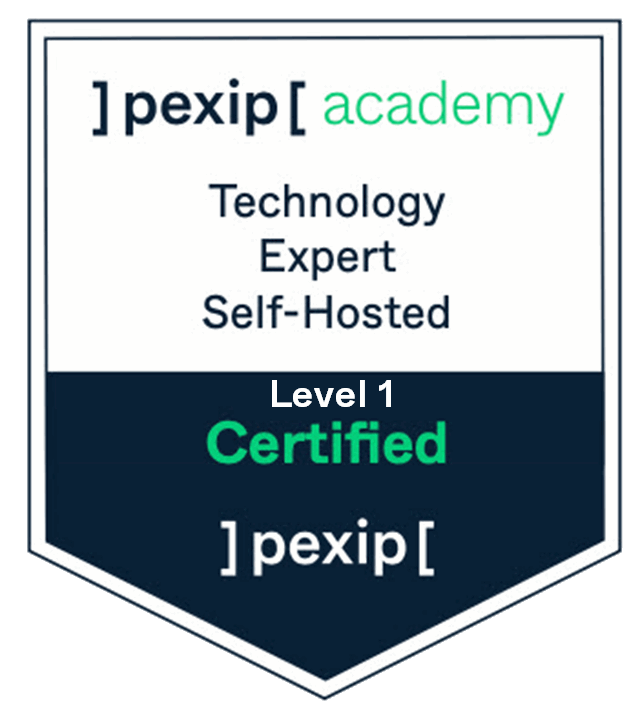 ]pexip[ academy
Technology
Expert
Self-Hosted
Level 1
Certified
]pexip[